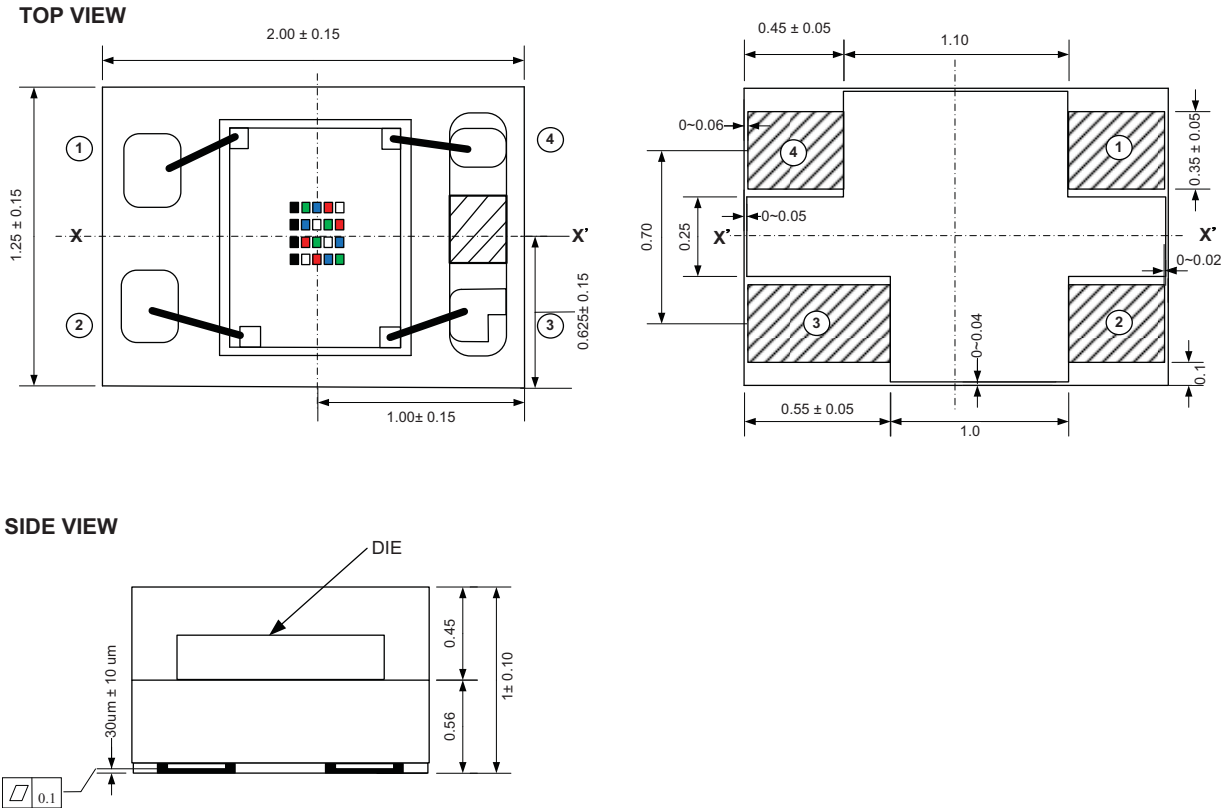 TOP VIEW
2.00 ± 0.15
1.25 ± 0.15
1
4
X
X'
2
3
0.625± 0.15
1.00± 0.15
0.45 ± 0.05
1.10
0~0.06
4
1
0.35 ± 0.05
0.70
0.25
0~0.05
X'
X'
0~0.02
3
2
0~0.04
0.1
0.55 ± 0.05
1.0
SIDE VIEW
DIE
0.45
1± 0.10
0.56
30um ± 10 um
0.1